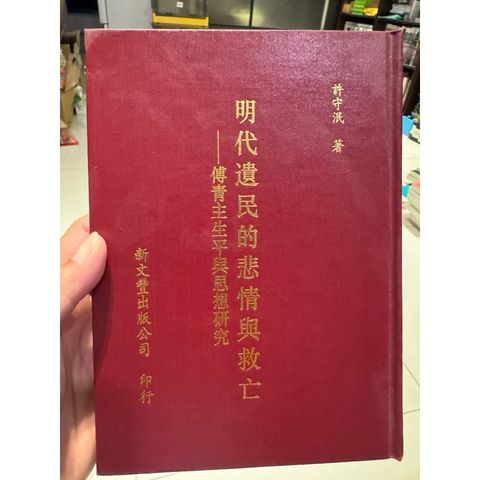 許守泯 著
明代遺民的悲情與救亡
——傅青主生平與思想研究
新文豐出版公司 印行